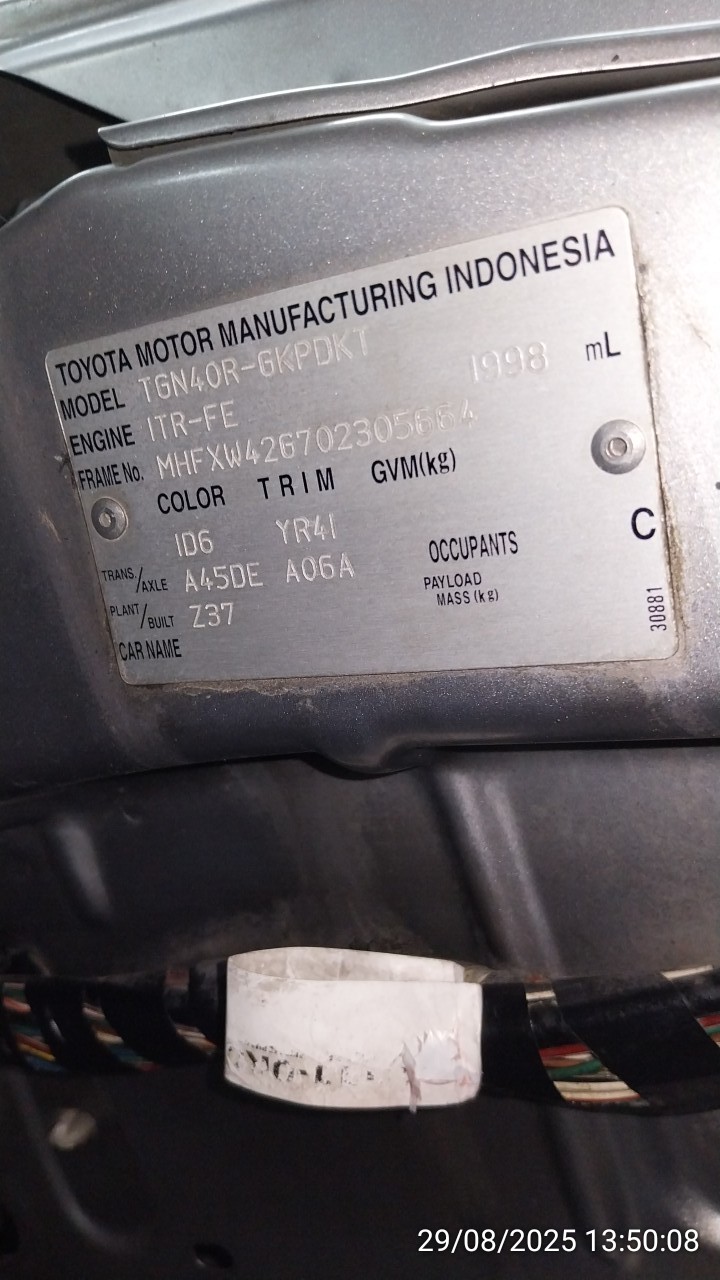 TOYOTA MOTOR MANUFACTURING INDONESIA
MODEL TGN40R-GKPDKT
ENGINE 1TR-FE 1998 mL
FRAME No. MHFXW42G702305664
COLOR TRIM GVM(kg)
1D6 YR41
C
TRANS./AXLE A45DE A06A OCCUPANTS
PLANT/BUILT Z37 PAYLOAD MASS (kg)
CAR NAME
30881
29/08/2025 13:50:08